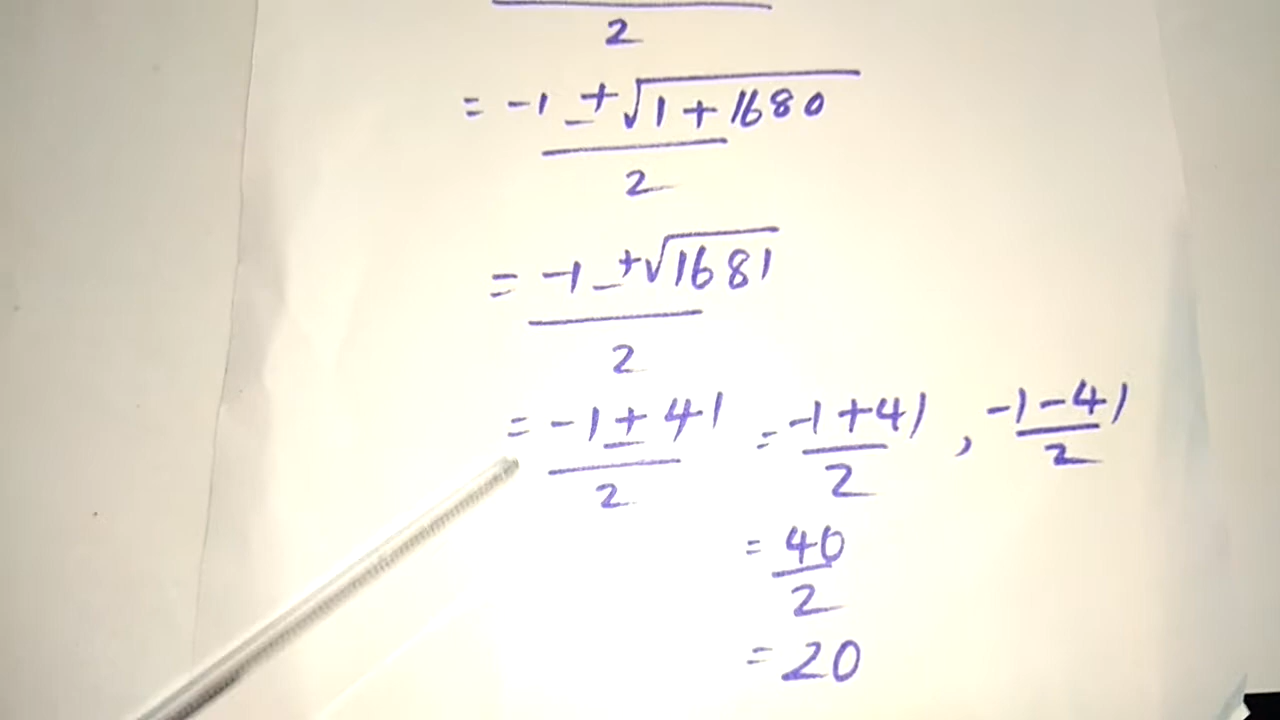 2
= -1 ± √1 + 1680
2
= -1 ± √1681
2
= -1 ± 41 = -1 + 41 , -1 - 41
2 2 2
= 40
2
= 20